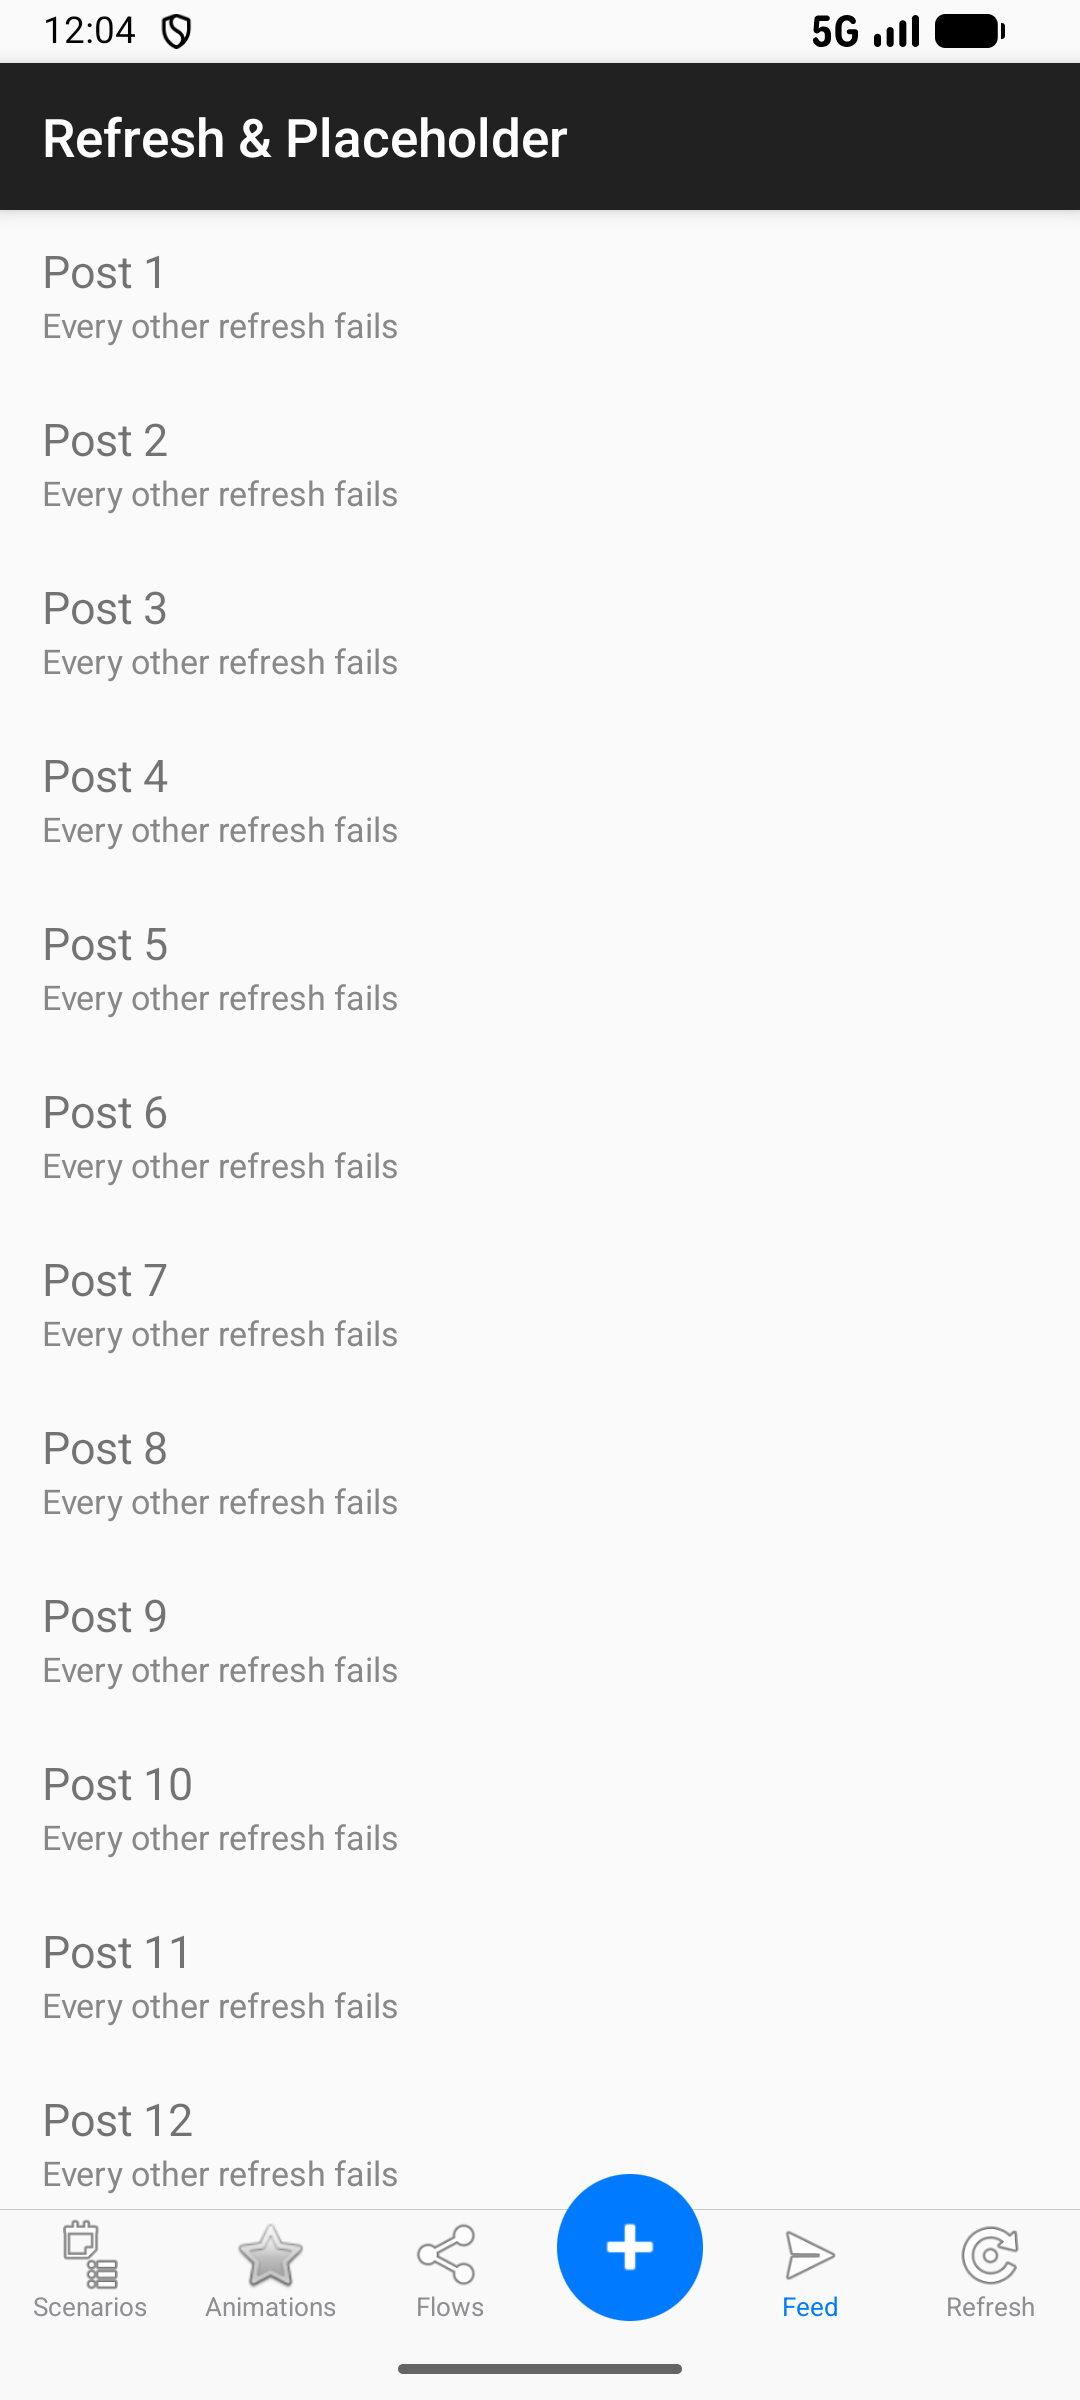 12:04
5G
Refresh & Placeholder
Post 1
Every other refresh fails
Post 2
Every other refresh fails
Post 3
Every other refresh fails
Post 4
Every other refresh fails
Post 5
Every other refresh fails
Post 6
Every other refresh fails
Post 7
Every other refresh fails
Post 8
Every other refresh fails
Post 9
Every other refresh fails
Post 10
Every other refresh fails
Post 11
Every other refresh fails
Post 12
Every other refresh fails
Scenarios
Animations
Flows
Feed
Refresh